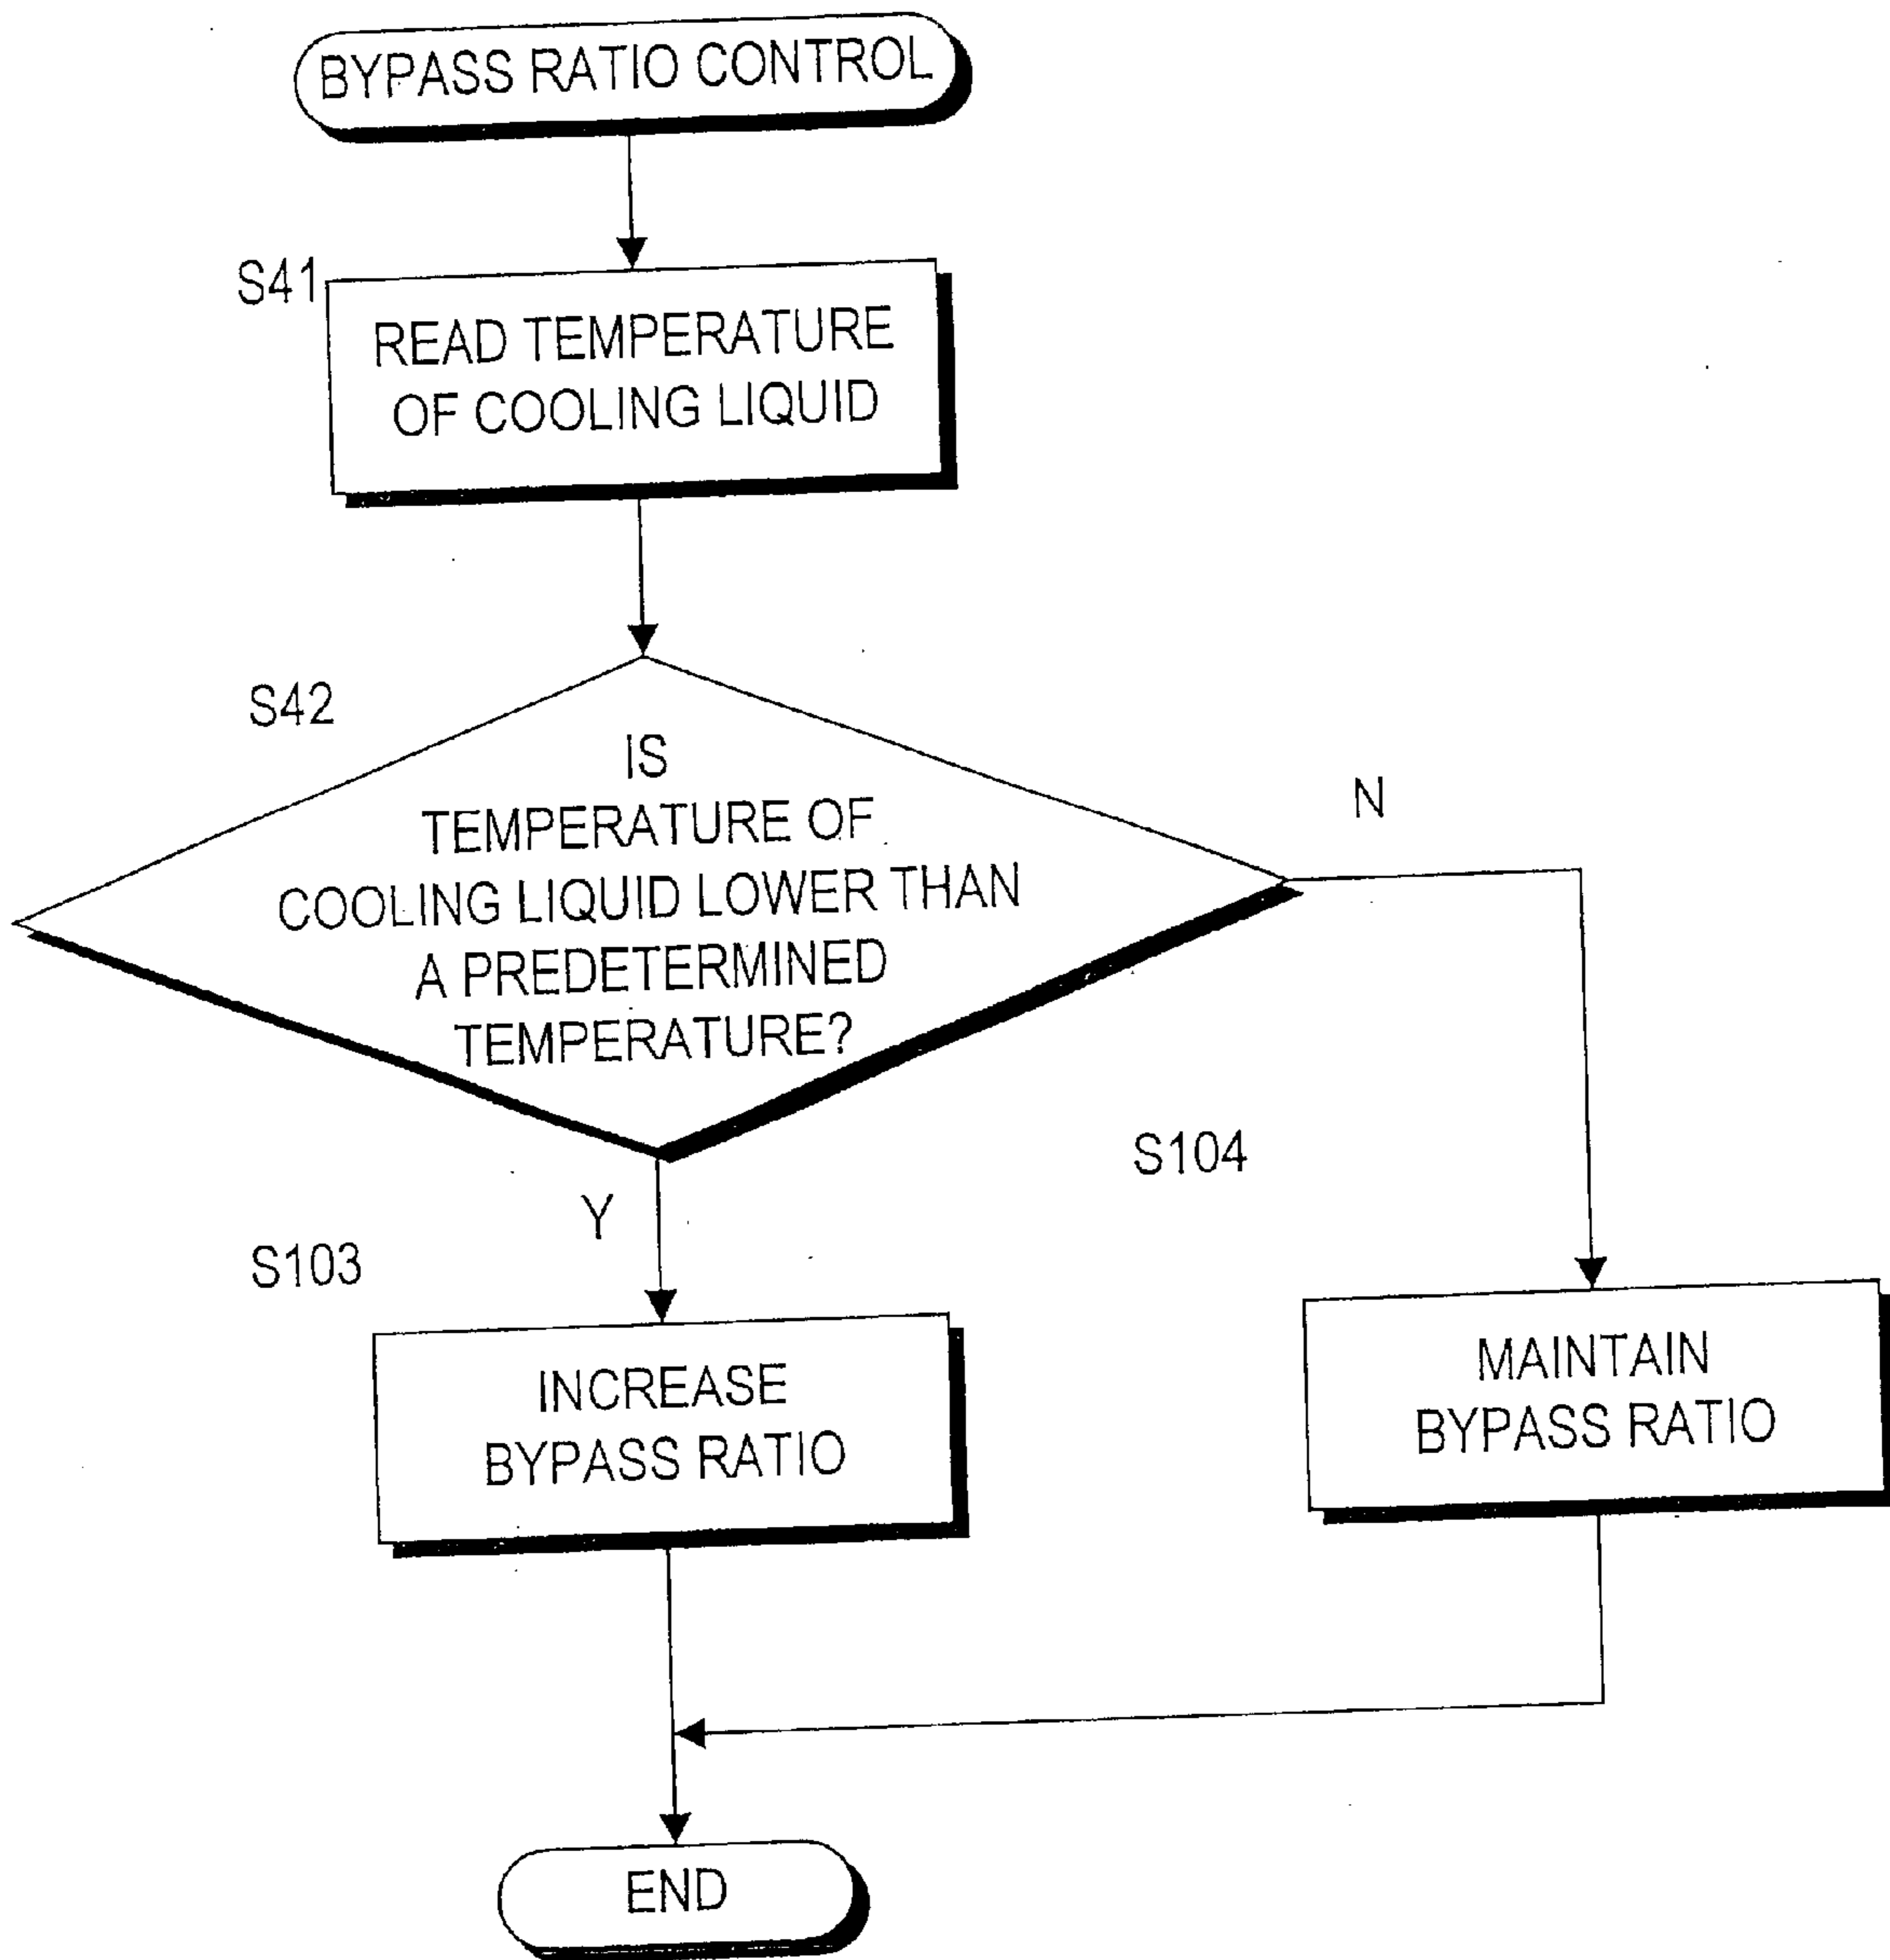 BYPASS RATIO CONTROL
S41
READ TEMPERATURE
OF COOLING LIQUID
S42
IS
TEMPERATURE OF
COOLING LIQUID LOWER THAN
A PREDETERMINED
TEMPERATURE?
N
Y
S104
S103
INCREASE
BYPASS RATIO
MAINTAIN
BYPASS RATIO
END